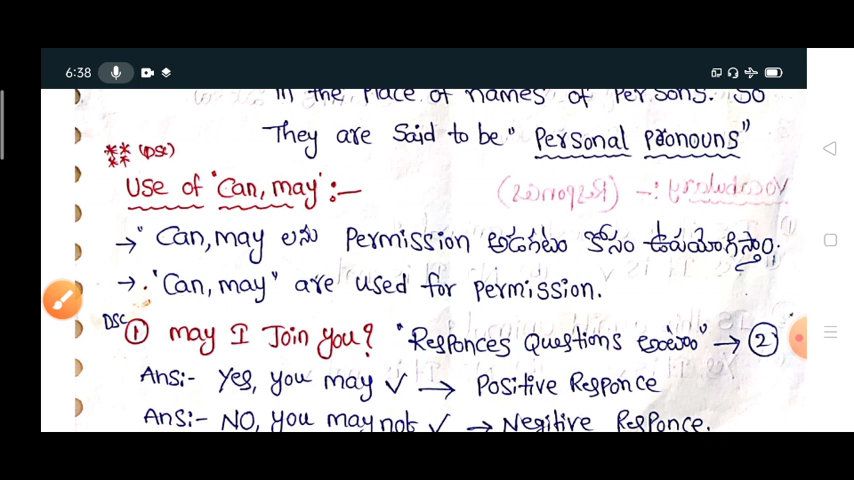 6:38
in the Place of names of Persons. So
They are Said to be "Personal Pronouns"
(DSC)
Use of "Can, may":-
→ "Can, may లను Permission అడగటం కోసం ఉపయోగిస్తాం.
→ . "Can, may" are used for permission.
DSC ① may I Join you? "Responces Questions అంటాం" → ②
Ans:- Yes, you may ✓ → Positive Responce
Ans:- NO, you may not ✓ → Negitive Responce.